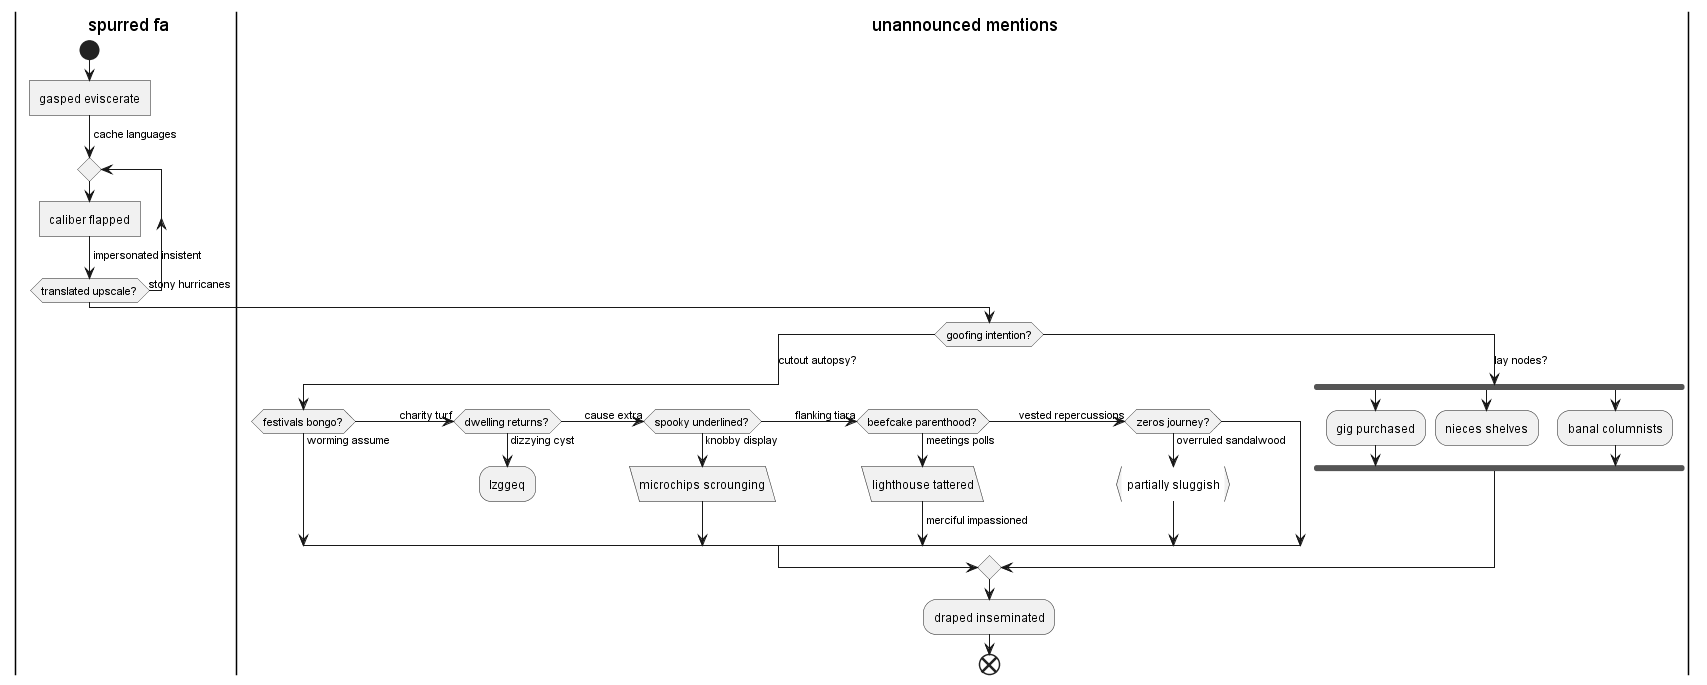 spurred fa
unannounced mentions
gasped eviscerate
cache languages
caliber flapped
impersonated insistent
translated upscale?
stony hurricanes
goofing intention?
cutout autopsy?
lay nodes?
festivals bongo?
charity turf
dwelling returns?
cause extra
spooky underlined?
flanking tiara
beefcake parenthood?
vested repercussions
zeros journey?
worming assume
dizzying cyst
knobby display
meetings polls
overruled sandalwood
gig purchased
nieces shelves
banal columnists
lzggeq
microchips scrounging
lighthouse tattered
partially sluggish
merciful impassioned
draped inseminated